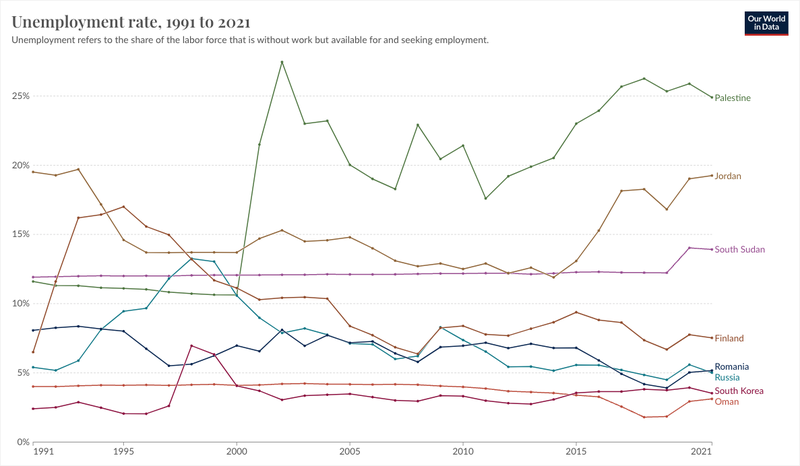 Unemployment rate, 1991 to 2021
Unemployment refers to the share of the labor force that is without work but available for and seeking employment.
Our World
in Data
25%
20%
15%
10%
5%
0%
Palestine
Jordan
South Sudan
Finland
Romania
Russia
South Korea
Oman
1991
1995
2000
2005
2010
2015
2021